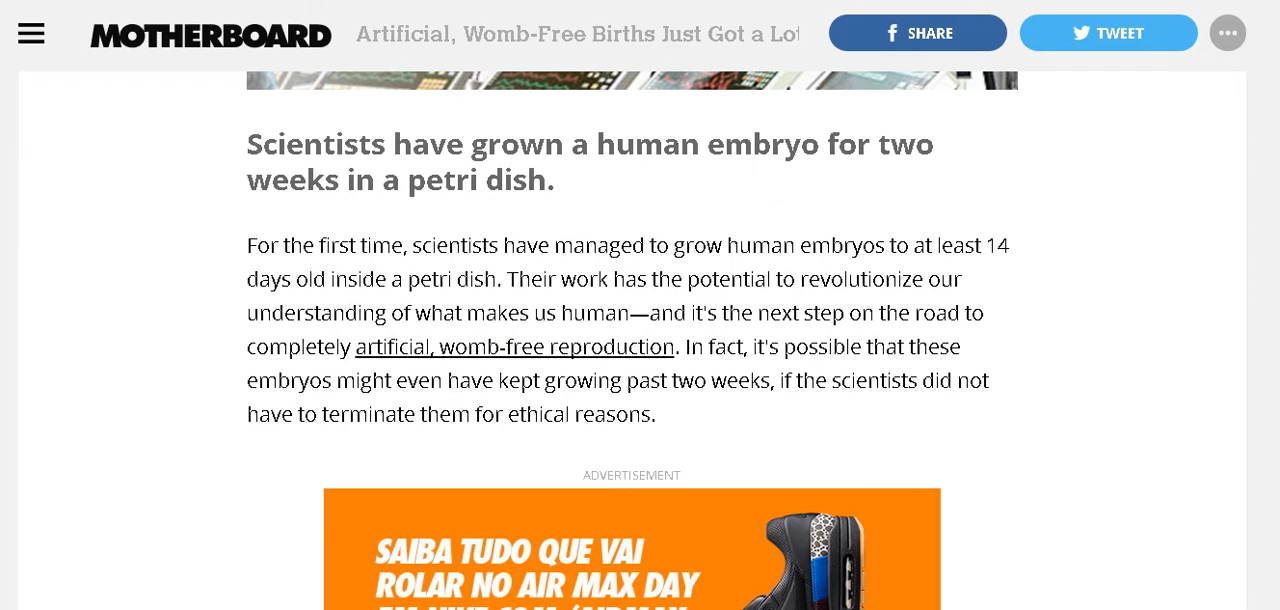 MOTHERBOARD
Artificial, Womb-Free Births Just Got a Lot
SHARE
TWEET
Scientists have grown a human embryo for two
weeks in a petri dish.
For the first time, scientists have managed to grow human embryos to at least 14
days old inside a petri dish. Their work has the potential to revolutionize our
understanding of what makes us human—and it's the next step on the road to
completely artificial, womb-free reproduction. In fact, it's possible that these
embryos might even have kept growing past two weeks, if the scientists did not
have to terminate them for ethical reasons.
ADVERTISEMENT
SAIBA TUDO QUE VAI
ROLAR NO AIR MAX DAY